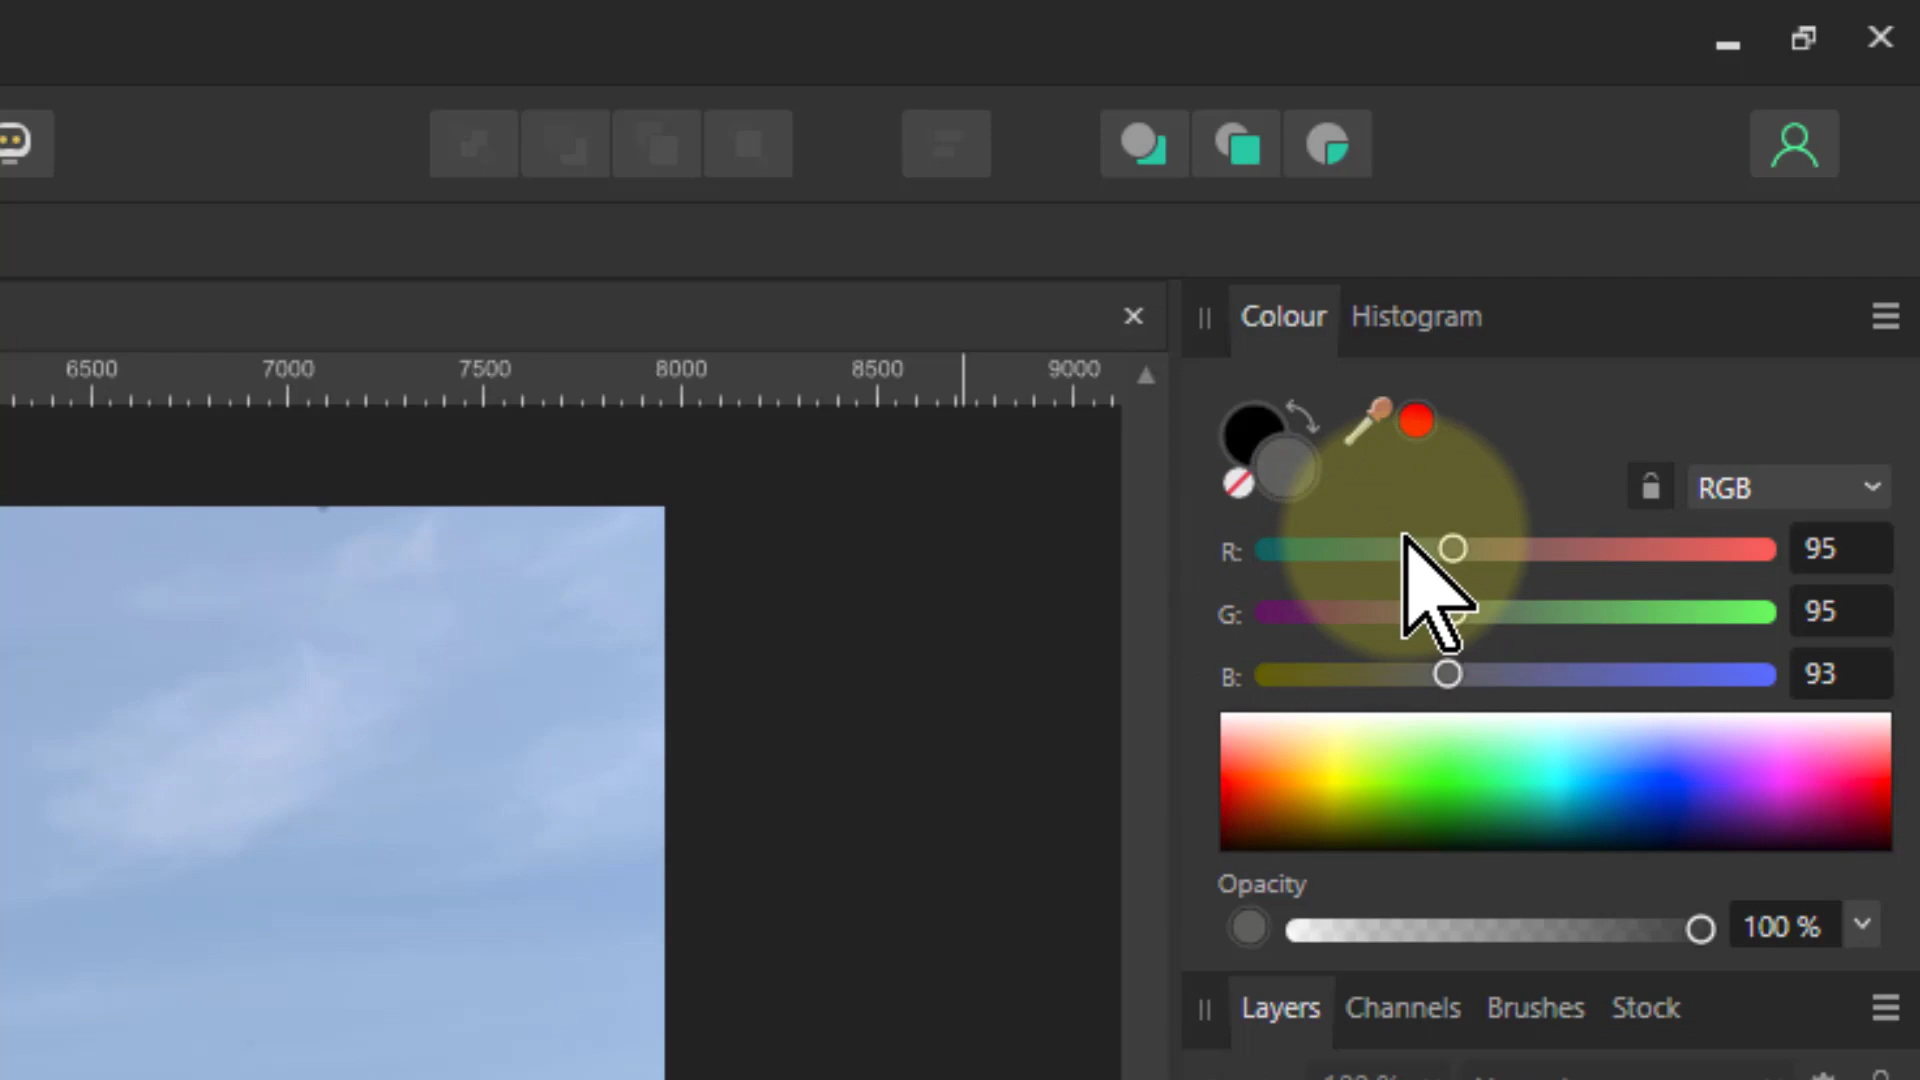 Colour Histogram
6500 7000 7500 8000 8500 9000
RGB
R: 95
G: 95
B: 93
Opacity
100 %
Layers Channels Brushes Stock